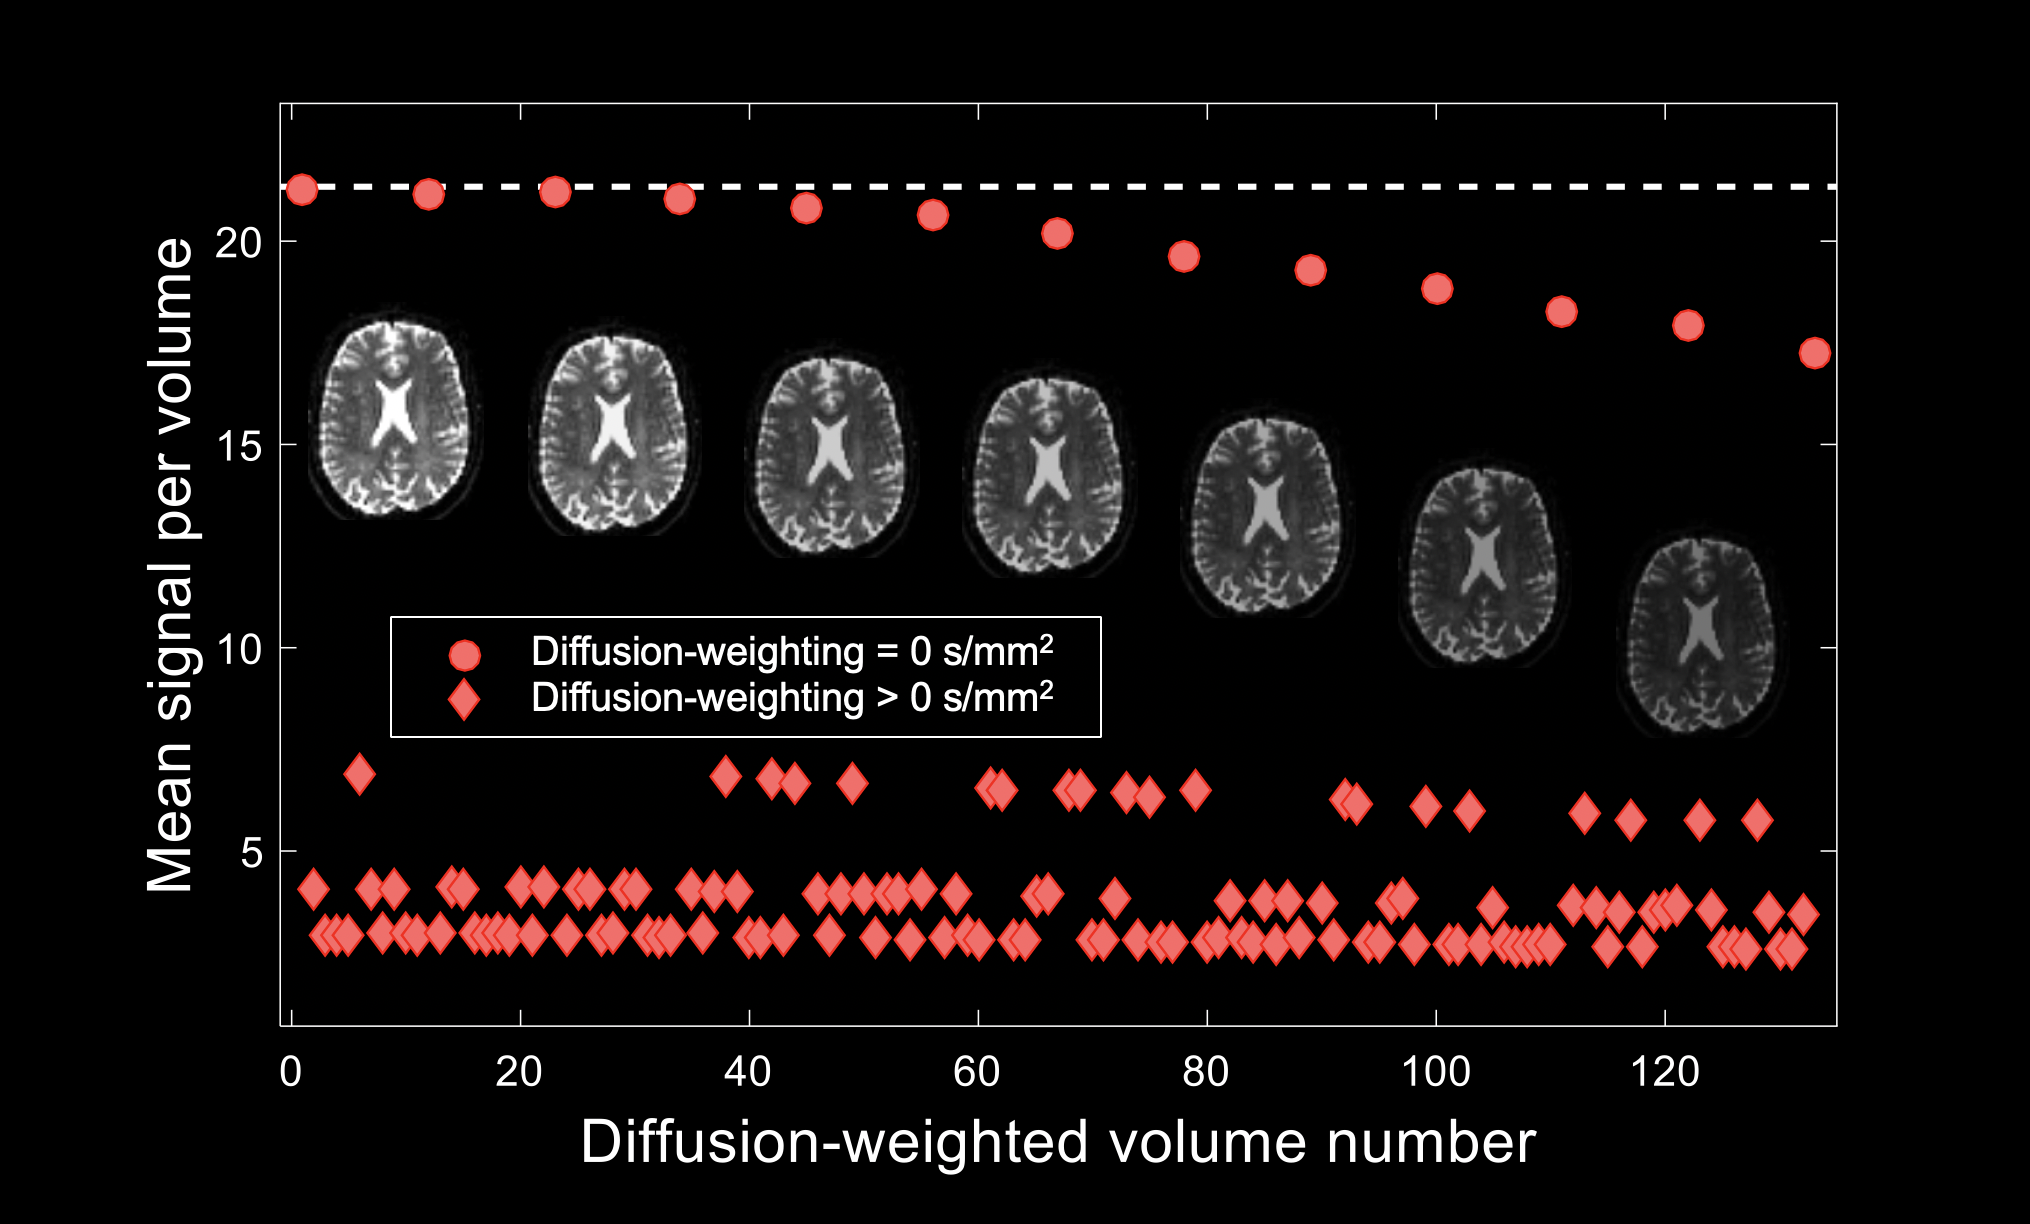 Mean signal per volume
20
15
10
5
Diffusion-weighting = 0 s/mm²
Diffusion-weighting > 0 s/mm²
0 20 40 60 80 100 120
Diffusion-weighted volume number